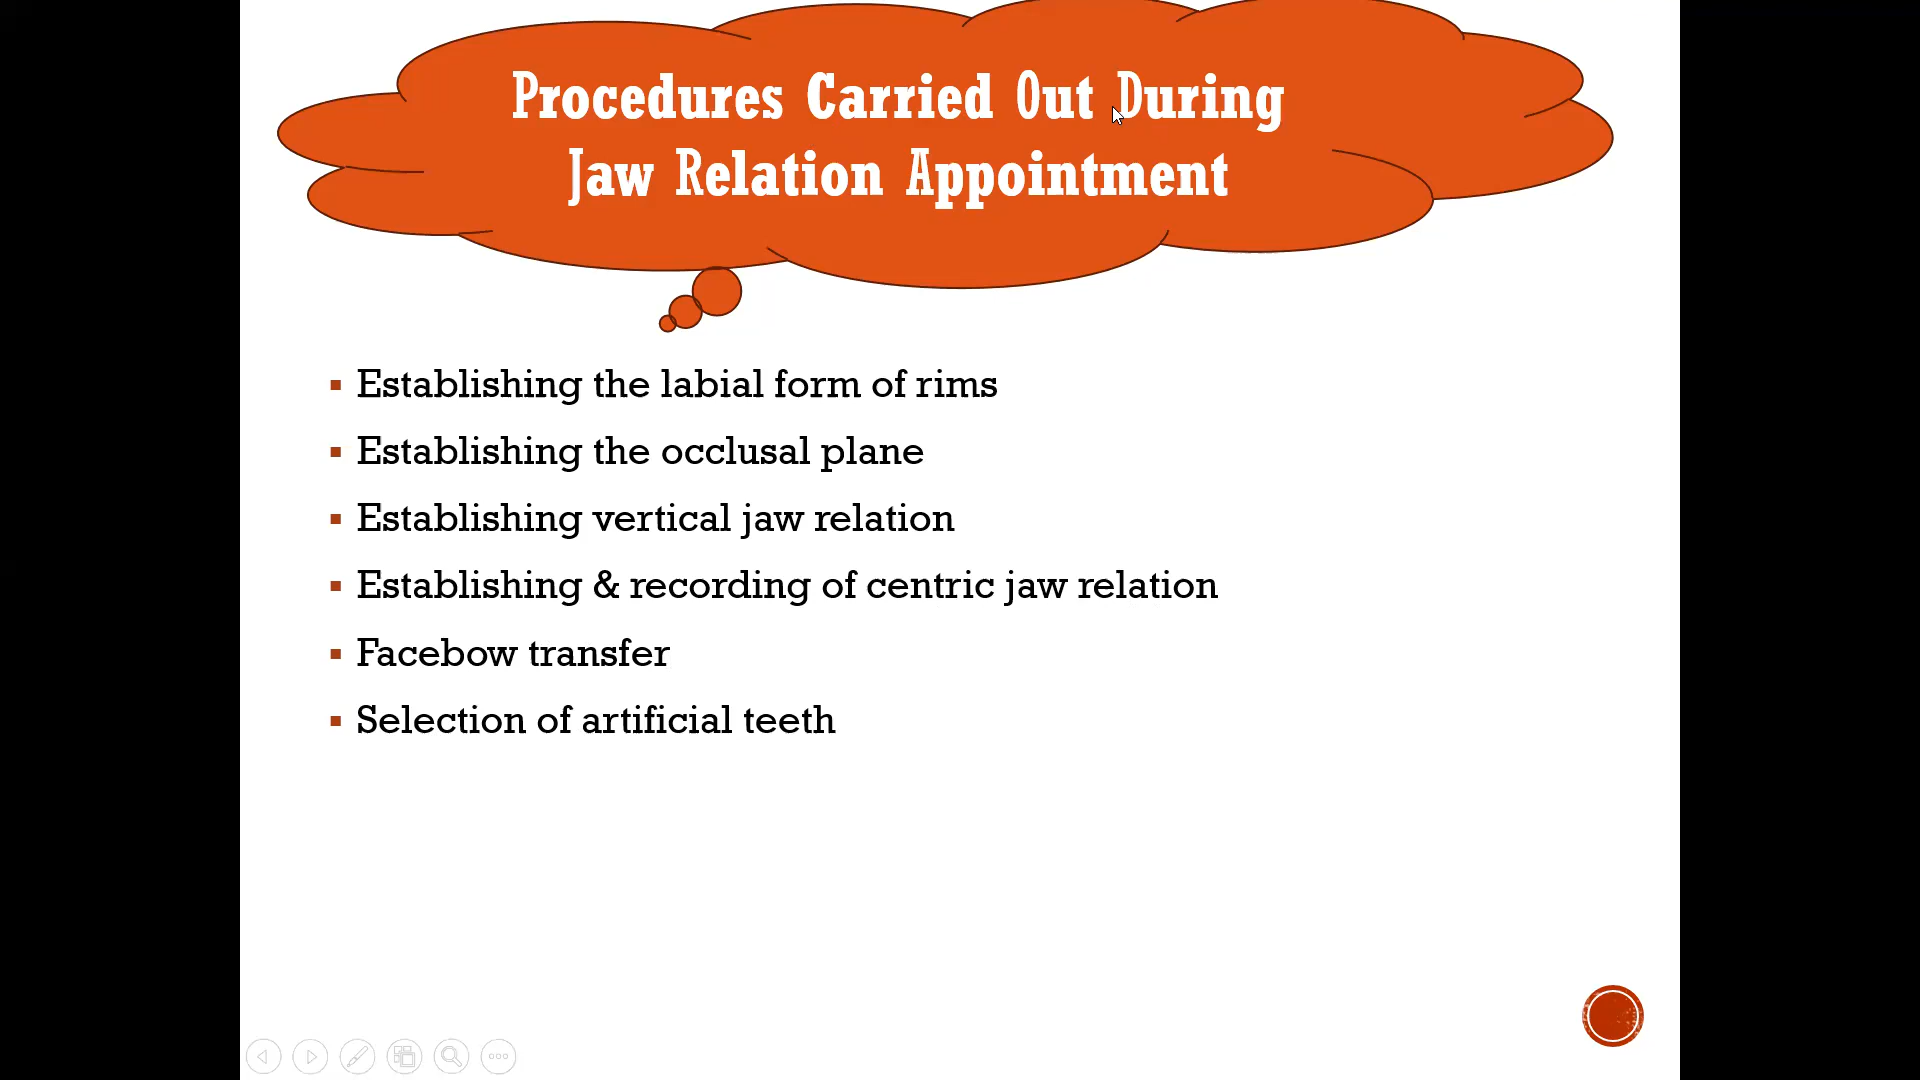 Procedures Carried Out During
Jaw Relation Appointment
Establishing the labial form of rims
Establishing the occlusal plane
Establishing vertical jaw relation
Establishing & recording of centric jaw relation
Facebow transfer
Selection of artificial teeth